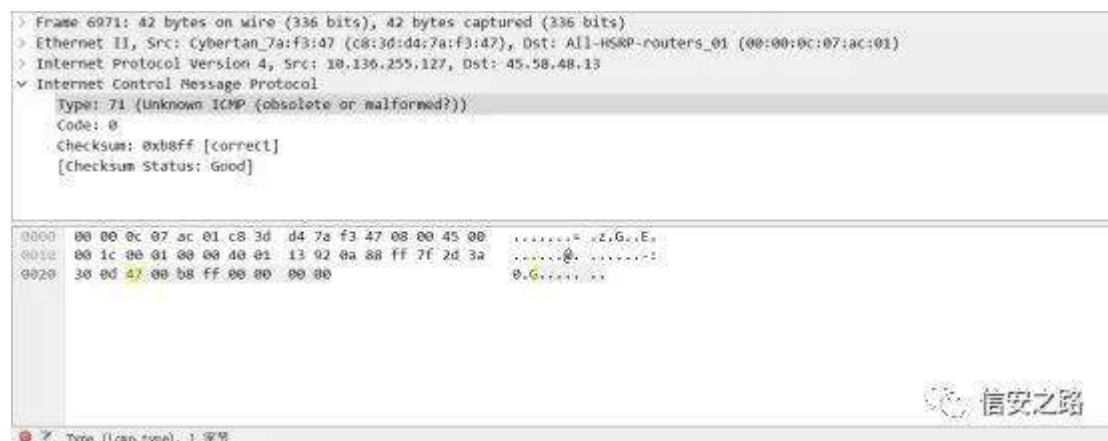 > Frame 6971: 42 bytes on wire (336 bits), 42 bytes captured (336 bits)
> Ethernet II, Src: Cybertan_7a:f3:47 (c8:3d:d4:7a:f3:47), Dst: All-HSRP-routers_01 (00:00:0c:07:ac:01)
> Internet Protocol Version 4, Src: 10.136.255.127, Dst: 45.58.48.13
v Internet Control Message Protocol
Type: 71 (Unknown ICMP (obsolete or malformed?))
Code: 0
Checksum: 0xb8ff [correct]
[Checksum Status: Good]
0000 00 00 0c 07 ac 01 c8 3d d4 7a f3 47 08 00 45 00 .......= .z.G..E.
0010 00 1c 00 01 00 00 40 01 13 92 0a 88 ff 7f 2d 3a ......@. ......-:
0020 30 0d 47 00 b8 ff 00 00 00 00 0.G..... ..
信安之路
Type (icmp.type), 1 字节